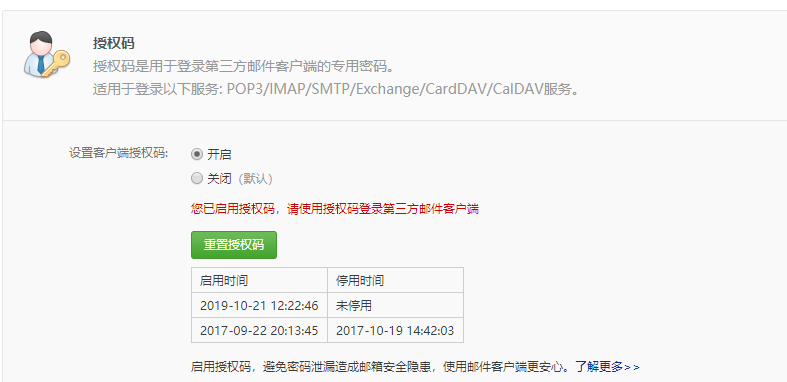 授权码
授权码是用于登录第三方邮件客户端的专用密码。
适用于登录以下服务: POP3/IMAP/SMTP/Exchange/CardDAV/CalDAV服务。
设置客户端授权码: 开启
关闭 (默认)
您已启用授权码，请使用授权码登录第三方邮件客户端
重置授权码
启用时间 停用时间
2019-10-21 12:22:46 未停用
2017-09-22 20:13:45 2017-10-19 14:42:03
启用授权码，避免密码泄漏造成邮箱安全隐患，使用邮件客户端更安心。了解更多>>